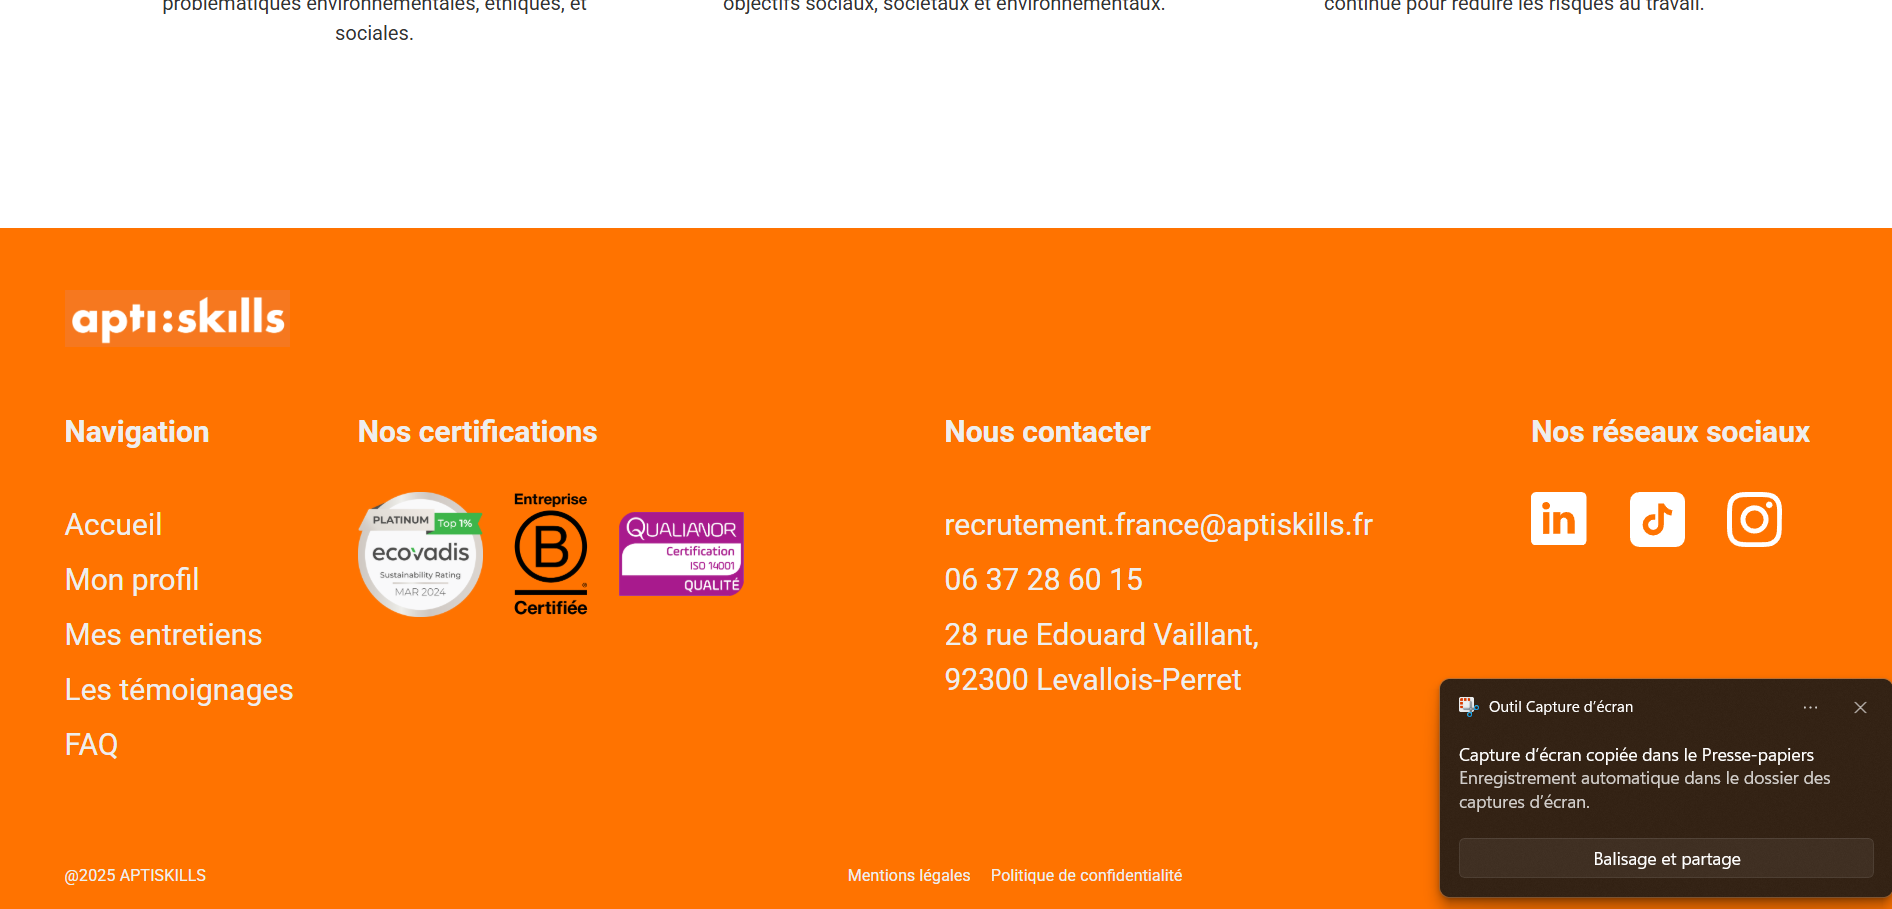 problématiques environnementales, éthiques, et
sociales.
objectifs sociaux, sociétaux et environnementaux.
continue pour réduire les risques au travail.
apti:skills
Navigation
Accueil
Mon profil
Mes entretiens
Les témoignages
FAQ
Nos certifications
PLATINUM Top 1%
ecovadis
Sustainability Rating
MAR 2024
Entreprise
B
®
Certifiée
QUALIANOR
Certification
ISO 14001
QUALITÉ
Nous contacter
recrutement.france@aptiskills.fr
06 37 28 60 15
28 rue Edouard Vaillant,
92300 Levallois-Perret
Nos réseaux sociaux
in
Outil Capture d'écran
Capture d'écran copiée dans le Presse-papiers
Enregistrement automatique dans le dossier des
captures d'écran.
Balisage et partage
@2025 APTISKILLS
Mentions légales Politique de confidentialité